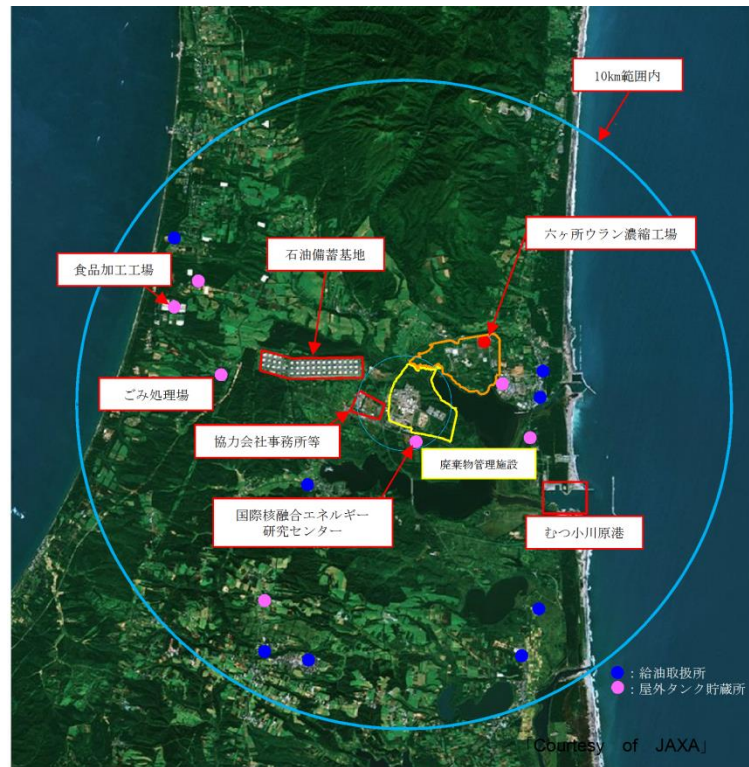 10km範囲内
六ヶ所ウラン濃縮工場
石油備蓄基地
食品加工工場
ごみ処理場
協力会社事務所等
廃棄物管理施設
国際核融合エネルギー
研究センター
むつ小川原港
：給油取扱所
：屋外タンク貯蔵所
「Courtesy of JAXA」